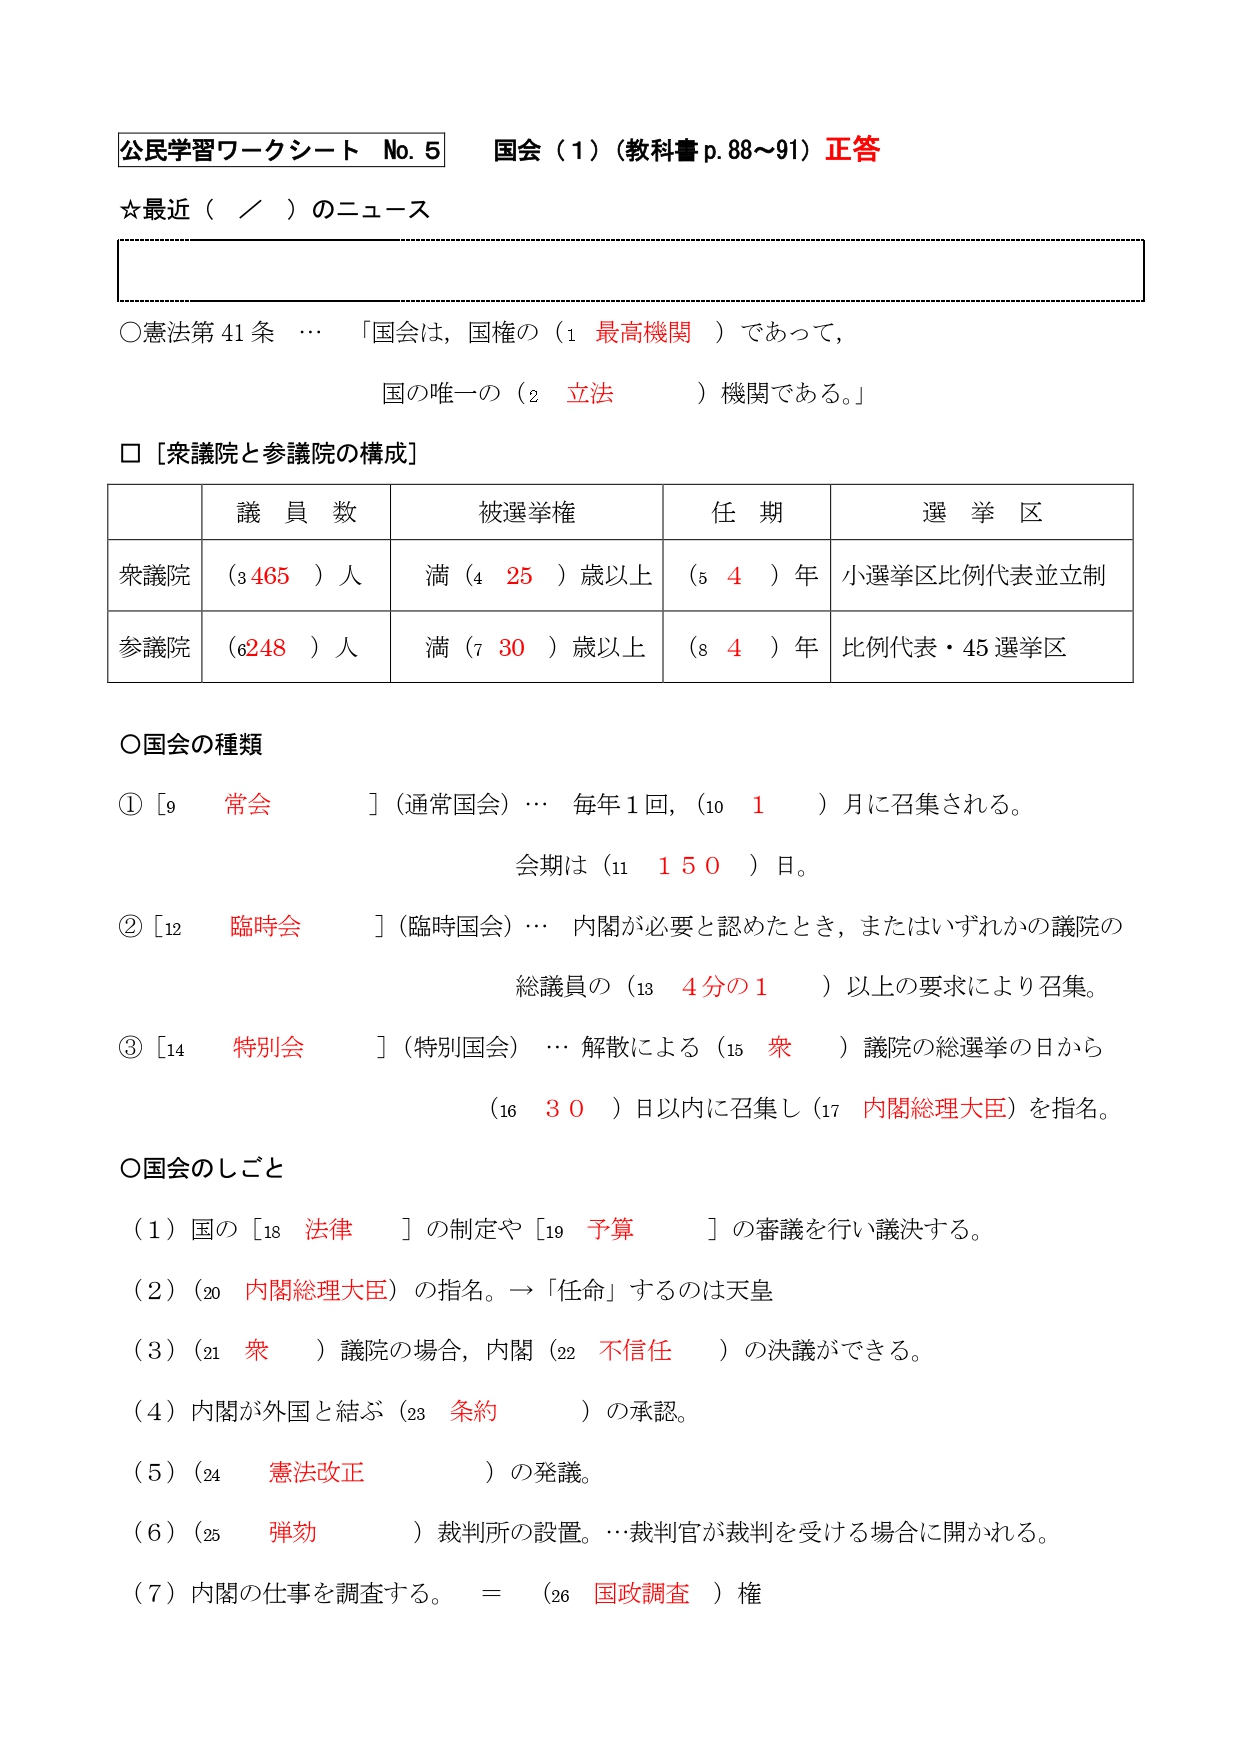 公民学習ワークシート　No.５　　国会（１）（教科書p.88～91）正答
☆最近（　／　）のニュース
〇憲法第41条　…　「国会は，国権の（1　最高機関　）であって，
国の唯一の（2　立法　　　）機関である。」
□［衆議院と参議院の構成］
議　員　数　被選挙権　任　期　選　挙　区
衆議院　（3 465　）人　満（4　25　）歳以上　（5　4　）年　小選挙区比例代表並立制
参議院　（6248　）人　満（7　30　）歳以上　（8　4　）年　比例代表・45選挙区
〇国会の種類
①［9　　常会　　　　］（通常国会）…　毎年１回，（10　１　　）月に召集される。
会期は（11　１５０　）日。
②［12　　臨時会　　　］（臨時国会）…　内閣が必要と認めたとき，またはいずれかの議院の
総議員の（13　４分の１　　）以上の要求により召集。
③［14　　特別会　　　］（特別国会）　… 解散による（15　衆　　）議院の総選挙の日から
（16　３０　）日以内に召集し（17　内閣総理大臣）を指名。
〇国会のしごと
（１）国の［18　法律　　］の制定や［19　予算　　　］の審議を行い議決する。
（２）（20　内閣総理大臣）の指名。→「任命」するのは天皇
（３）（21　衆　　）議院の場合，内閣（22　不信任　　）の決議ができる。
（４）内閣が外国と結ぶ（23　条約　　　　）の承認。
（５）（24　　憲法改正　　　　　）の発議。
（６）（25　　弾劾　　　　）裁判所の設置。…裁判官が裁判を受ける場合に開かれる。
（７）内閣の仕事を調査する。　＝　（26　国政調査　）権